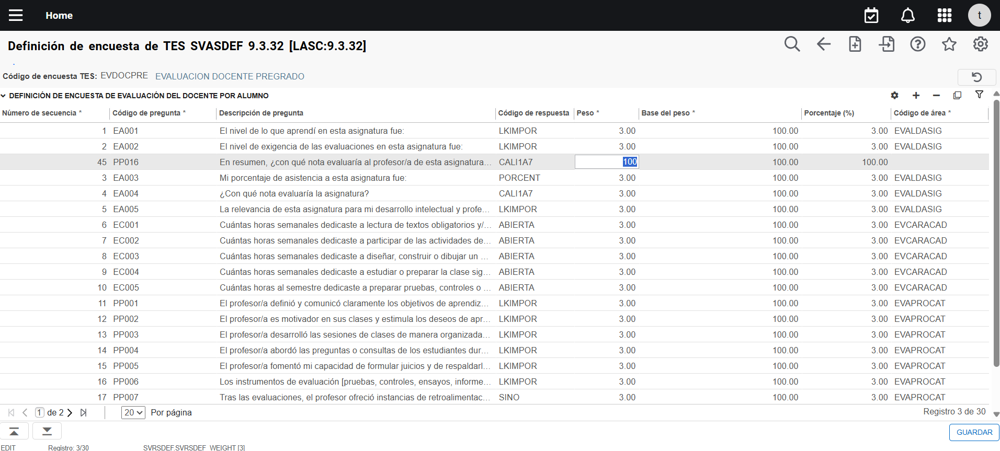 Home
t
Definición de encuesta de TES SVASDEF 9.3.32 [LASC:9.3.32]
Código de encuesta TES: EVDOCPRE EVALUACION DOCENTE PREGRADO
DEFINICIÓN DE ENCUESTA DE EVALUACIÓN DEL DOCENTE POR ALUMNO
Número de secuencia * Código de pregunta * Descripción de pregunta Código de respuesta Peso * Base del peso * Porcentaje (%) Código de área *
1 EA001 El nivel de lo que aprendí en esta asignatura fue: LKIMPOR 3.00 100.00 3.00 EVALDASIG
2 EA002 El nivel de exigencia de las evaluaciones en esta asignatura fue: LKIMPOR 3.00 100.00 3.00 EVALDASIG
45 PP016 En resumen, ¿con qué nota evaluaría al profesor/a de esta asignatura... CALI1A7 100 100.00 100.00
3 EA003 Mi porcentaje de asistencia a esta asignatura fue: PORCENT 3.00 100.00 3.00 EVALDASIG
4 EA004 ¿Con qué nota evaluaría la asignatura? CALI1A7 3.00 100.00 3.00 EVALDASIG
5 EA005 La relevancia de esta asignatura para mi desarrollo intelectual y profe... LKIMPOR 3.00 100.00 3.00 EVALDASIG
6 EC001 Cuántas horas semanales dedicaste a lectura de textos obligatorios y/... ABIERTA 3.00 100.00 3.00 EVCARACAD
7 EC002 Cuántas horas semanales dedicaste a participar de las actividades de... ABIERTA 3.00 100.00 3.00 EVCARACAD
8 EC003 Cuántas horas semanales dedicaste a diseñar, construir o dibujar un ... ABIERTA 3.00 100.00 3.00 EVCARACAD
9 EC004 Cuántas horas semanales dedicaste a estudiar o preparar la clase sig... ABIERTA 3.00 100.00 3.00 EVCARACAD
10 EC005 Cuántas horas al semestre dedicaste a preparar pruebas, controles o ... ABIERTA 3.00 100.00 3.00 EVCARACAD
11 PP001 El profesor/a definió y comunicó claramente los objetivos de aprendiz... LKIMPOR 3.00 100.00 3.00 EVAPROCAT
12 PP002 El profesor/a es motivador en sus clases y estimula los deseos de apr... LKIMPOR 3.00 100.00 3.00 EVAPROCAT
13 PP003 El profesor/a desarrolló las sesiones de clases de manera organizada... LKIMPOR 3.00 100.00 3.00 EVAPROCAT
14 PP004 El profesor/a abordó las preguntas o consultas de los estudiantes dur... LKIMPOR 3.00 100.00 3.00 EVAPROCAT
15 PP005 El profesor/a fomentó mi capacidad de formular juicios y de respaldarl... LKIMPOR 3.00 100.00 3.00 EVAPROCAT
16 PP006 Los instrumentos de evaluación [pruebas, controles, ensayos, informe... LKIMPOR 3.00 100.00 3.00 EVAPROCAT
17 PP007 Tras las evaluaciones, el profesor ofreció instancias de retroalimentac... SINO 3.00 100.00 3.00 EVAPROCAT
1 de 2 20 Por página Registro 3 de 30
GUARDAR
EDIT Registro: 3/30 SVRSDEF.SVRSDEF_WEIGHT [3]